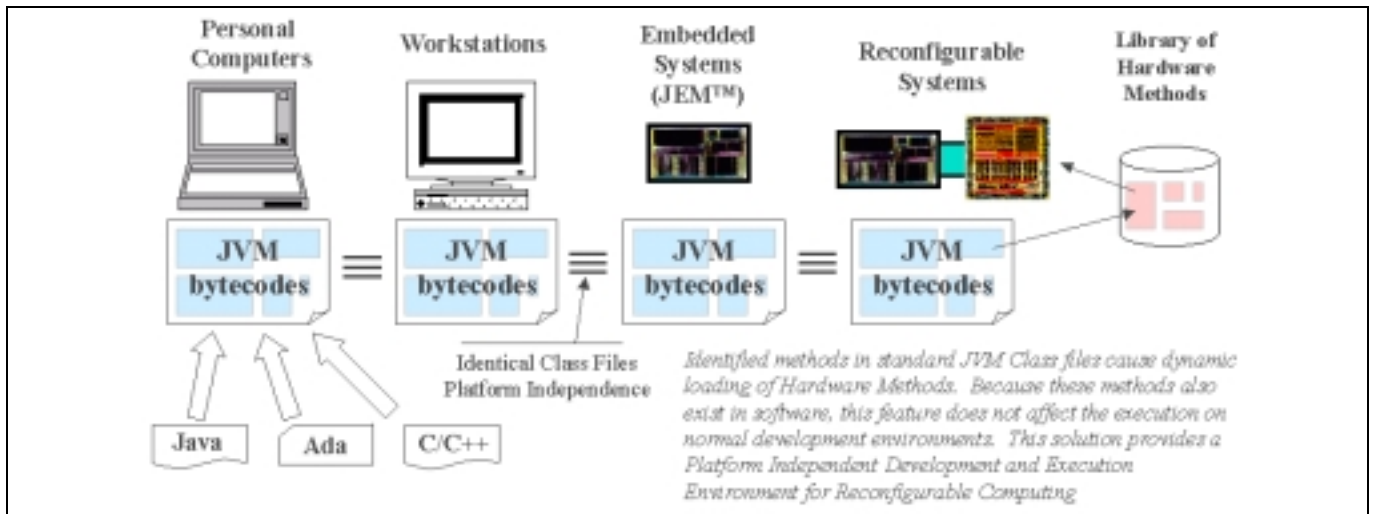 Personal
Computers
Workstations
Embedded
Systems
(JEM™)
Reconfigurable
Systems
Library of
Hardware
Methods
JVM
bytecodes
≡
JVM
bytecodes
≡
JVM
bytecodes
≡
JVM
bytecodes
Identical Class Files
Platform Independence
Java
Ada
C/C++
Identified methods in standard JVM Class files cause dynamic
loading of Hardware Methods. Because these methods also
exist in software, this feature does not affect the execution on
normal development environments. This solution provides a
Platform Independent Development and Execution
Environment for Reconfigurable Computing